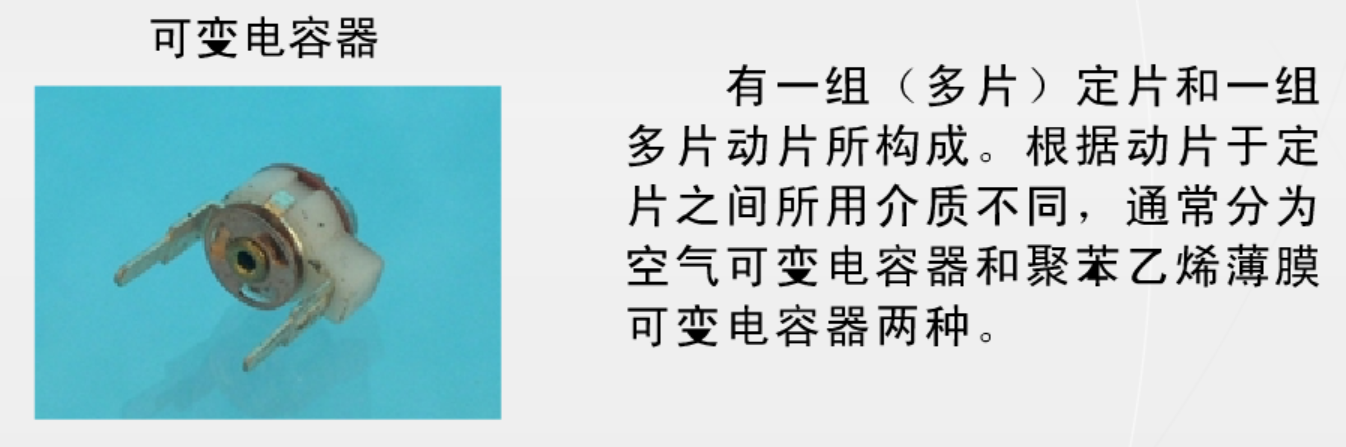 可变电容器
有一组（多片）定片和一组
多片动片所构成。根据动片于定
片之间所用介质不同，通常分为
空气可变电容器和聚苯乙烯薄膜
可变电容器两种。